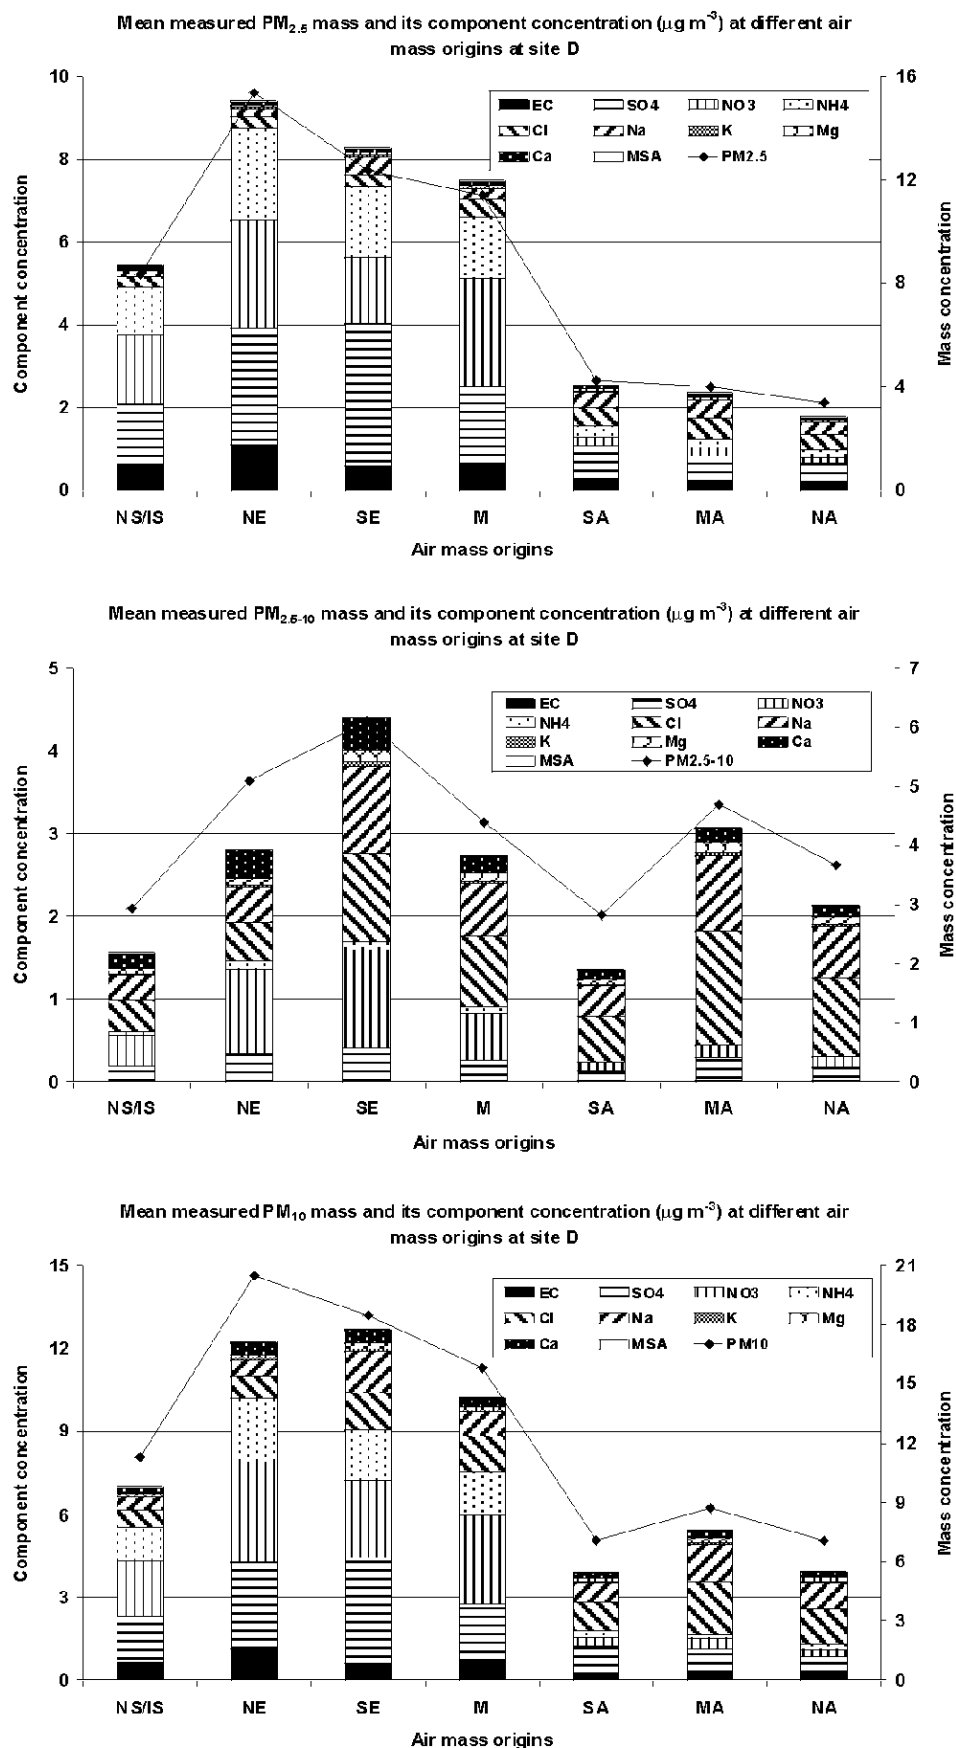 Mean measured PM2.5 mass and its component concentration (µg m-3) at different air
mass origins at site D
Component concentration
10
8
6
4
2
0
EC SO4 NO3 NH4
Cl Na K Mg
Ca MSA PM2.5
16
12
8
4
0
Mass concentration
NS/IS NE SE M SA MA NA
Air mass origins
Mean measured PM2.5-10 mass and its component concentration (µg m-3) at different air
mass origins at site D
Component concentration
5
4
3
2
1
0
EC SO4 NO3
NH4 Cl Na
K Mg Ca
MSA PM2.5-10
7
6
5
4
3
2
1
0
Mass concentration
NS/IS NE SE M SA MA NA
Air mass origins
Mean measured PM10 mass and its component concentration (µg m-3) at different air
mass origins at site D
Component concentration
15
12
9
6
3
0
EC SO4 NO3 NH4
Cl Na K Mg
Ca MSA PM10
21
18
15
12
9
6
3
0
Mass concentration
NS/IS NE SE M SA MA NA
Air mass origins